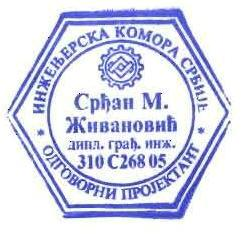 ИНЖЕЊЕРСКА КОМОРА СРБИЈЕ
Срђан М.
Живановић
дипл. грађ. инж.
310 С268 05
* ОДГОВОРНИ ПРОЈЕКТАНТ *